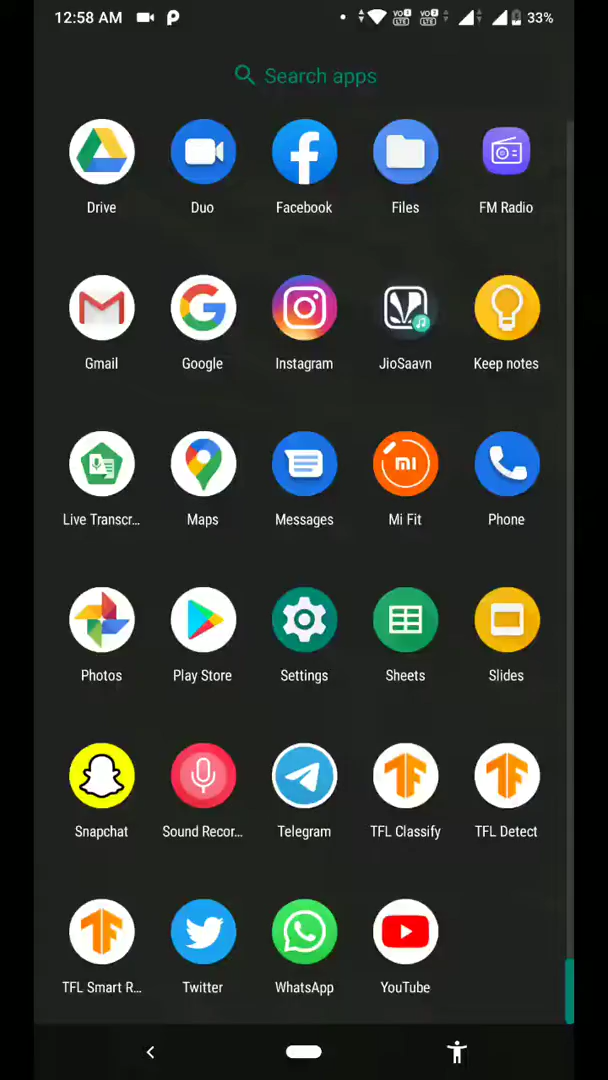 12:58 AM 33%
Search apps
Drive Duo Facebook Files FM Radio
Gmail Google Instagram JioSaavn Keep notes
Live Transcr... Maps Messages Mi Fit Phone
Photos Play Store Settings Sheets Slides
Snapchat Sound Recor... Telegram TFL Classify TFL Detect
TFL Smart R... Twitter WhatsApp YouTube